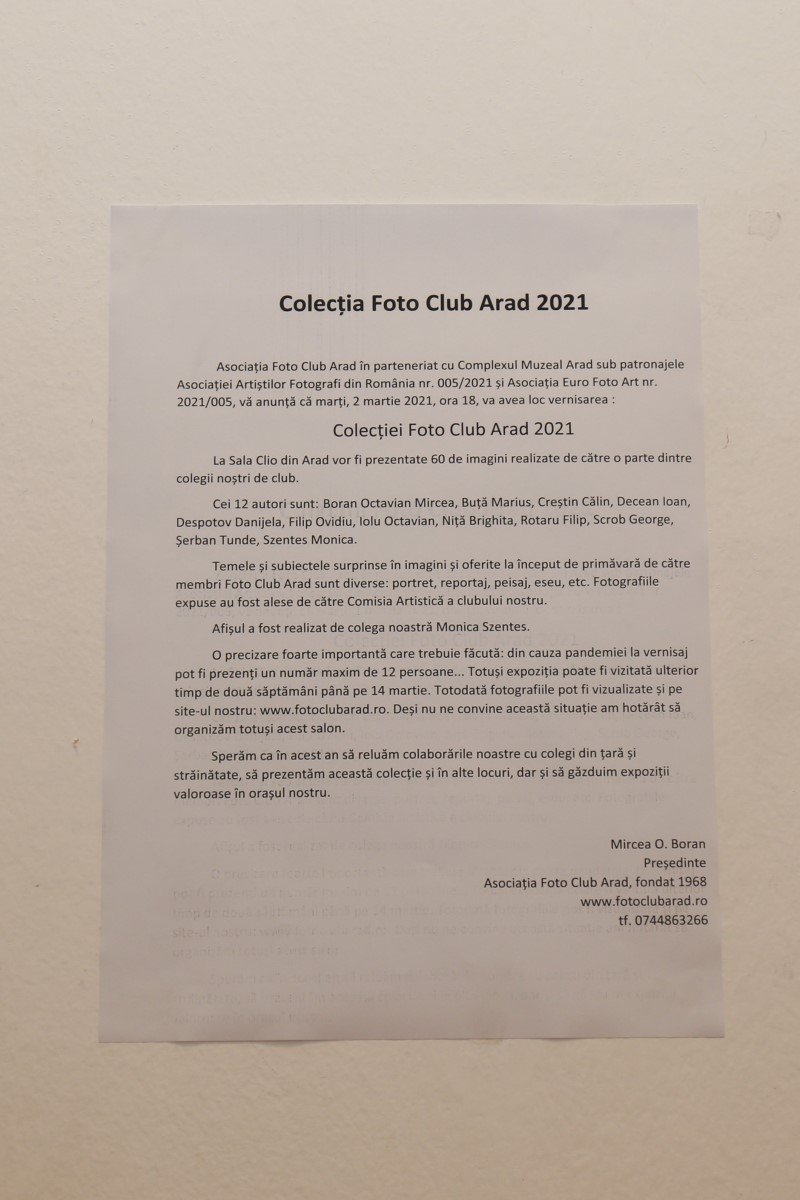 Colecția Foto Club Arad 2021
Asociația Foto Club Arad în parteneriat cu Complexul Muzeal Arad sub patronajele
Asociației Artiștilor Fotografi din România nr. 005/2021 și Asociația Euro Foto Art nr.
2021/005, vă anunță că marți, 2 martie 2021, ora 18, va avea loc vernisarea :
Colecției Foto Club Arad 2021
La Sala Clio din Arad vor fi prezentate 60 de imagini realizate de către o parte dintre
colegii noștri de club.
Cei 12 autori sunt: Boran Octavian Mircea, Buță Marius, Creștin Călin, Decean Ioan,
Despotov Danijela, Filip Ovidiu, Iolu Octavian, Niță Brighita, Rotaru Filip, Scrob George,
Șerban Tunde, Szentes Monica.
Temele și subiectele surprinse în imagini și oferite la început de primăvară de către
membri Foto Club Arad sunt diverse: portret, reportaj, peisaj, eseu, etc. Fotografiile
expuse au fost alese de către Comisia Artistică a clubului nostru.
Afișul a fost realizat de colega noastră Monica Szentes.
O precizare foarte importantă care trebuie făcută: din cauza pandemiei la vernisaj
pot fi prezenți un număr maxim de 12 persoane... Totuși expoziția poate fi vizitată ulterior
timp de două săptămâni până pe 14 martie. Totodată fotografiile pot fi vizualizate și pe
site-ul nostru: www.fotoclubarad.ro. Deși nu ne convine această situație am hotărât să
organizăm totuși acest salon.
Sperăm ca în acest an să reluăm colaborările noastre cu colegi din țară și
străinătate, să prezentăm această colecție și în alte locuri, dar și să găzduim expoziții
valoroase în orașul nostru.
Mircea O. Boran
Președinte
Asociația Foto Club Arad, fondat 1968
www.fotoclubarad.ro
tf. 0744863266